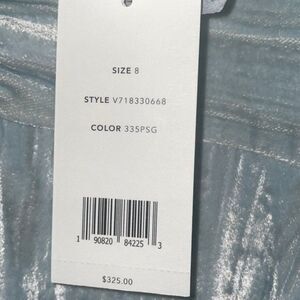 SIZE 8
STYLE V718330668
COLOR 335PSG
1 90820 84225 3
$325.00